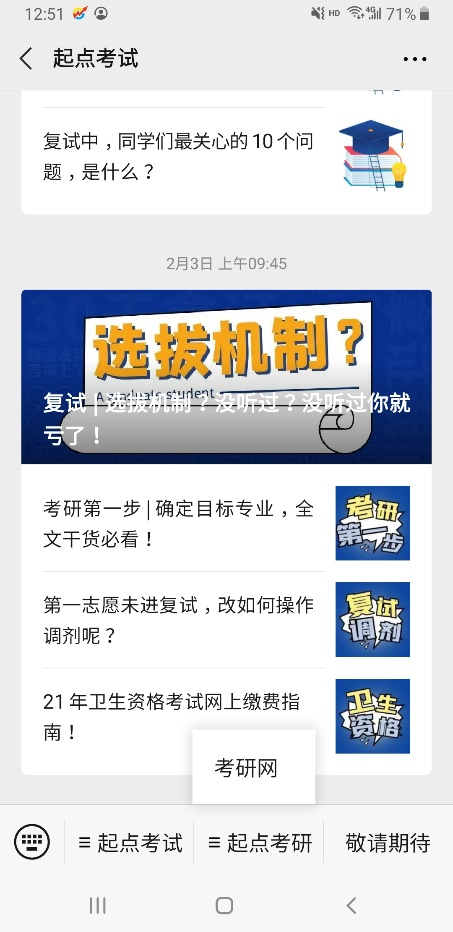 12:51
HD 4G 71%
起点考试
复试中，同学们最关心的10个问
题，是什么？
2月3日 上午09:45
选拔机制？
复试 | 选拔机制？没听过？没听过你就
亏了！
考研第一步 | 确定目标专业，全
文干货必看！
考研
第一步
第一志愿未进复试，改如何操作
调剂呢？
复试
调剂
21年卫生资格考试网上缴费指
南！
卫生
资格
考研网
≡ 起点考试
≡ 起点考研
敬请期待